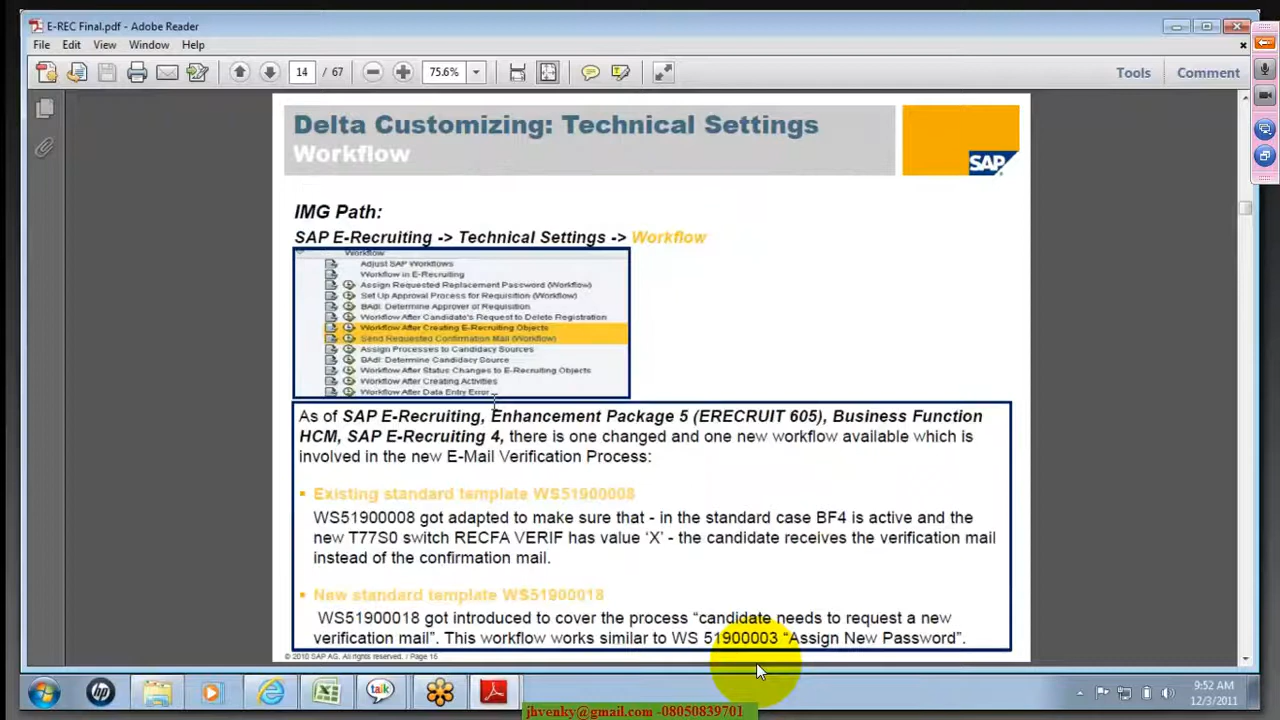 E-REC Final.pdf - Adobe Reader
File Edit View Window Help
14 / 67 75.6% Tools Comment
Delta Customizing: Technical Settings
Workflow
SAP
IMG Path:
SAP E-Recruiting -> Technical Settings -> Workflow
Workflow
Adjust SAP Workflows
Workflow in E-Recruiting
Assign Requested Replacement Password (Workflow)
Set Up Approval Process for Requisition (Workflow)
BAdI: Determine Approver of Requisition
Workflow After Candidate's Request to Delete Registration
Workflow After Creating E-Recruiting Objects
Send Requested Confirmation Mail (Workflow)
Assign Processes to Candidacy Sources
BAdI: Determine Candidacy Source
Workflow After Status Changes to E-Recruiting Objects
Workflow After Creating Activities
Workflow After Data Entry Error
As of SAP E-Recruiting, Enhancement Package 5 (ERECRUIT 605), Business Function
HCM, SAP E-Recruiting 4, there is one changed and one new workflow available which is
involved in the new E-Mail Verification Process:
Existing standard template WS51900008
WS51900008 got adapted to make sure that - in the standard case BF4 is active and the
new T77S0 switch RECFA VERIF has value ‘X’ - the candidate receives the verification mail
instead of the confirmation mail.
New standard template WS51900018
WS51900018 got introduced to cover the process “candidate needs to request a new
verification mail”. This workflow works similar to WS 51900003 “Assign New Password”.
© 2010 SAP AG. All rights reserved. / Page 16
hp
talk
9:52 AM
12/3/2011
jhvenky@gmail.com -08050839701